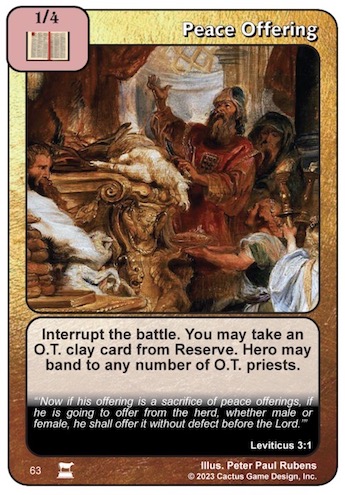 1/4
Peace Offering
Interrupt the battle. You may take an
O.T. clay card from Reserve. Hero may
band to any number of O.T. priests.
“‘Now if his offering is a sacrifice of peace offerings, if
he is going to offer from the herd, whether male or
female, he shall offer it without defect before the Lord.’”
Leviticus 3:1
63
Illus. Peter Paul Rubens
© 2023 Cactus Game Design, Inc.